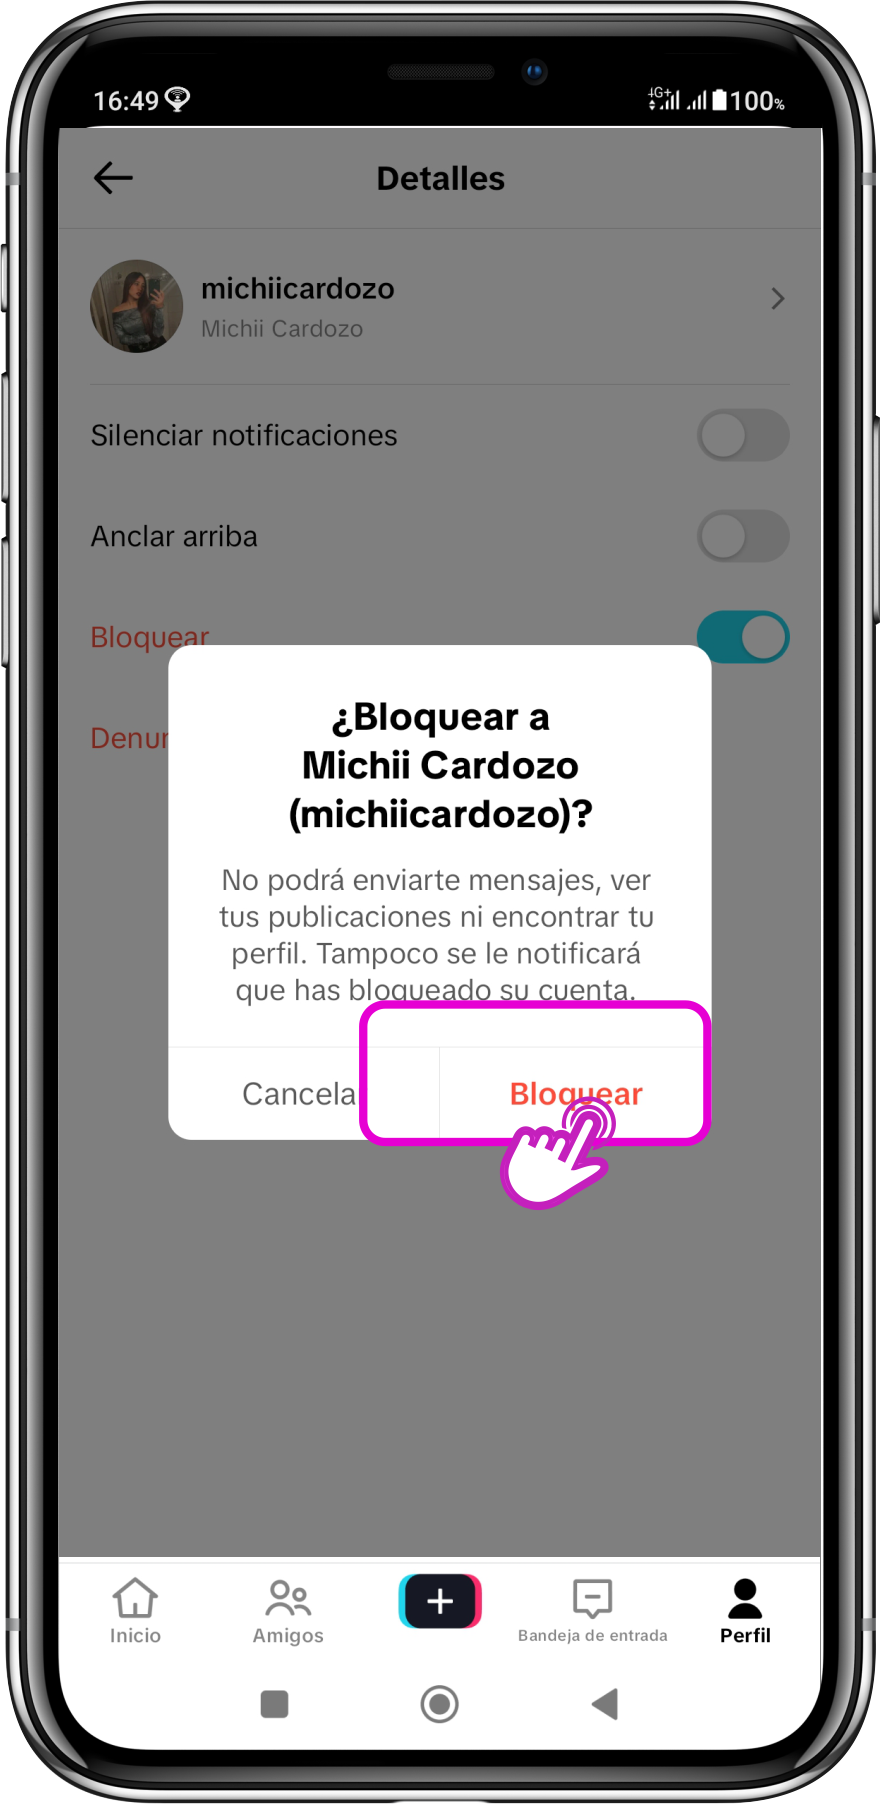 16:49
4G+
100%
Detalles
michiicardozo
Michii Cardozo
Silenciar notificaciones
Anclar arriba
Bloquear
Denun
¿Bloquear a
Michii Cardozo
(michiicardozo)?
No podrá enviarte mensajes, ver
tus publicaciones ni encontrar tu
perfil. Tampoco se le notificará
que has bloqueado su cuenta.
Cancela
Bloquear
Inicio
Amigos
Bandeja de entrada
Perfil